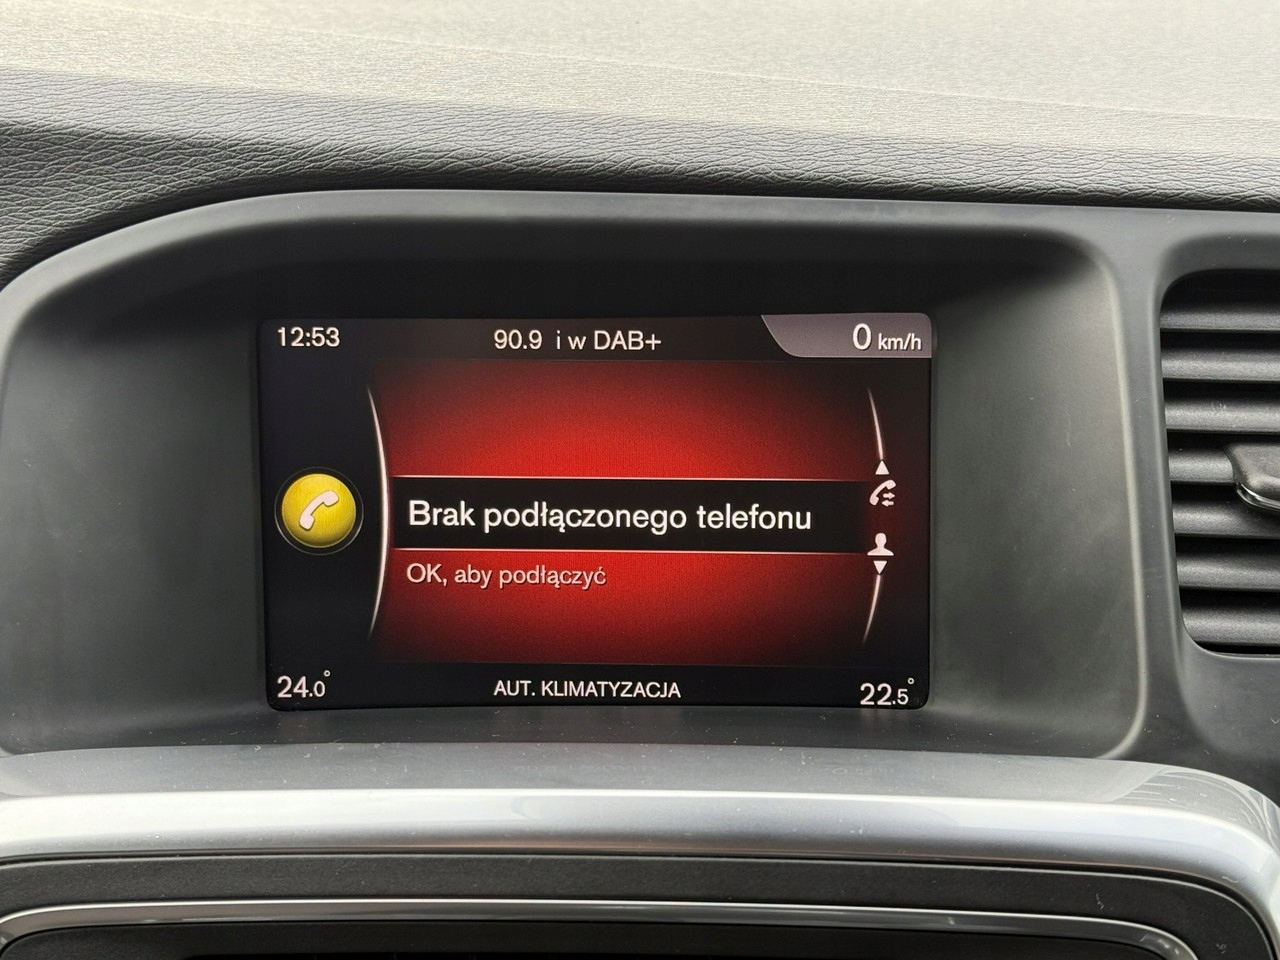 12:53
90.9 i w DAB+
0 km/h
Brak podłączonego telefonu
OK, aby podłączyć
24.0°
AUT. KLIMATYZACJA
22.5°